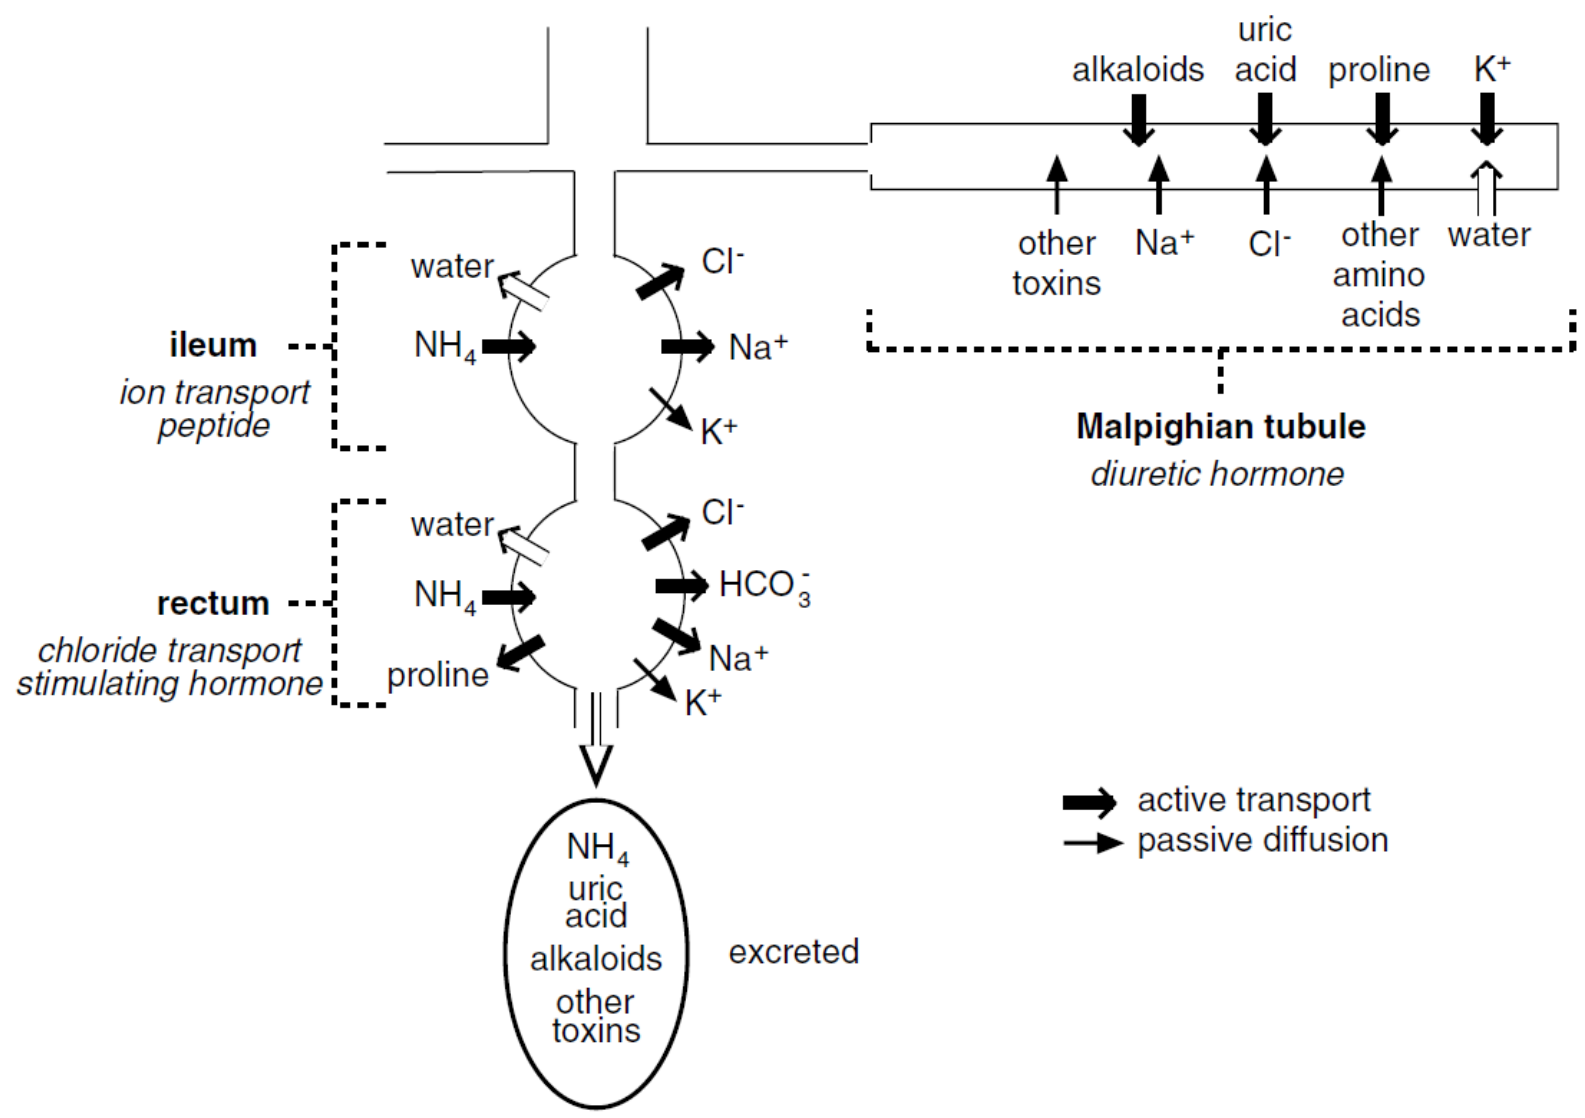 uric
alkaloids acid proline K⁺
other Na⁺ Cl⁻ other water
toxins amino
acids
Malpighian tubule
diuretic hormone
water Cl⁻
ileum NH₄ Na⁺
ion transport
peptide
K⁺
water Cl⁻
NH₄ HCO₃⁻
rectum
chloride transport
stimulating hormone
proline Na⁺
K⁺
active transport
passive diffusion
NH₄
uric
acid
alkaloids
other
toxins
excreted